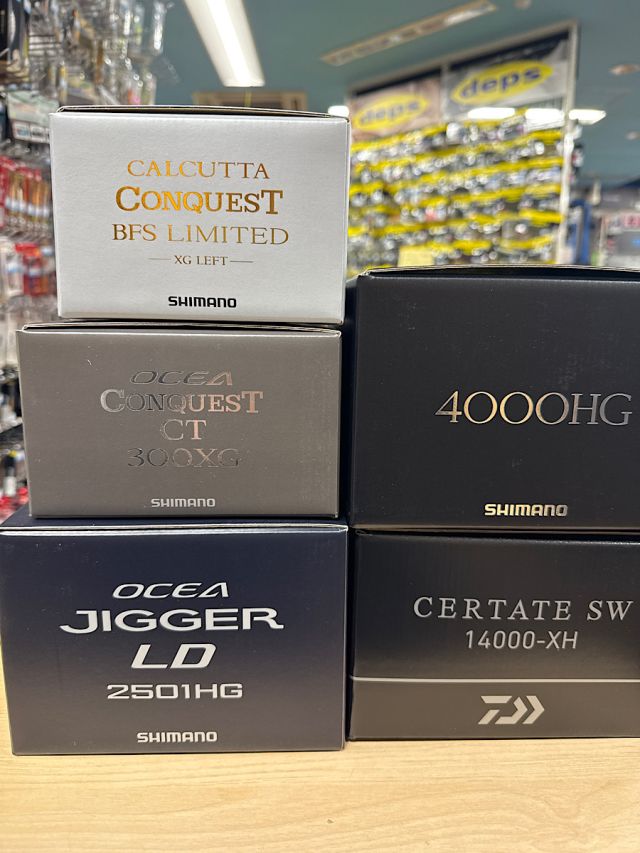 deps
deps
CALCUTTA
CONQUEST
BFS LIMITED
XG LEFT
SHIMANO
OCEA
CONQUEST
CT
300XG
SHIMANO
OCEA
JIGGER
LD
2501HG
SHIMANO
4000HG
SHIMANO
CERTATE SW
14000-XH